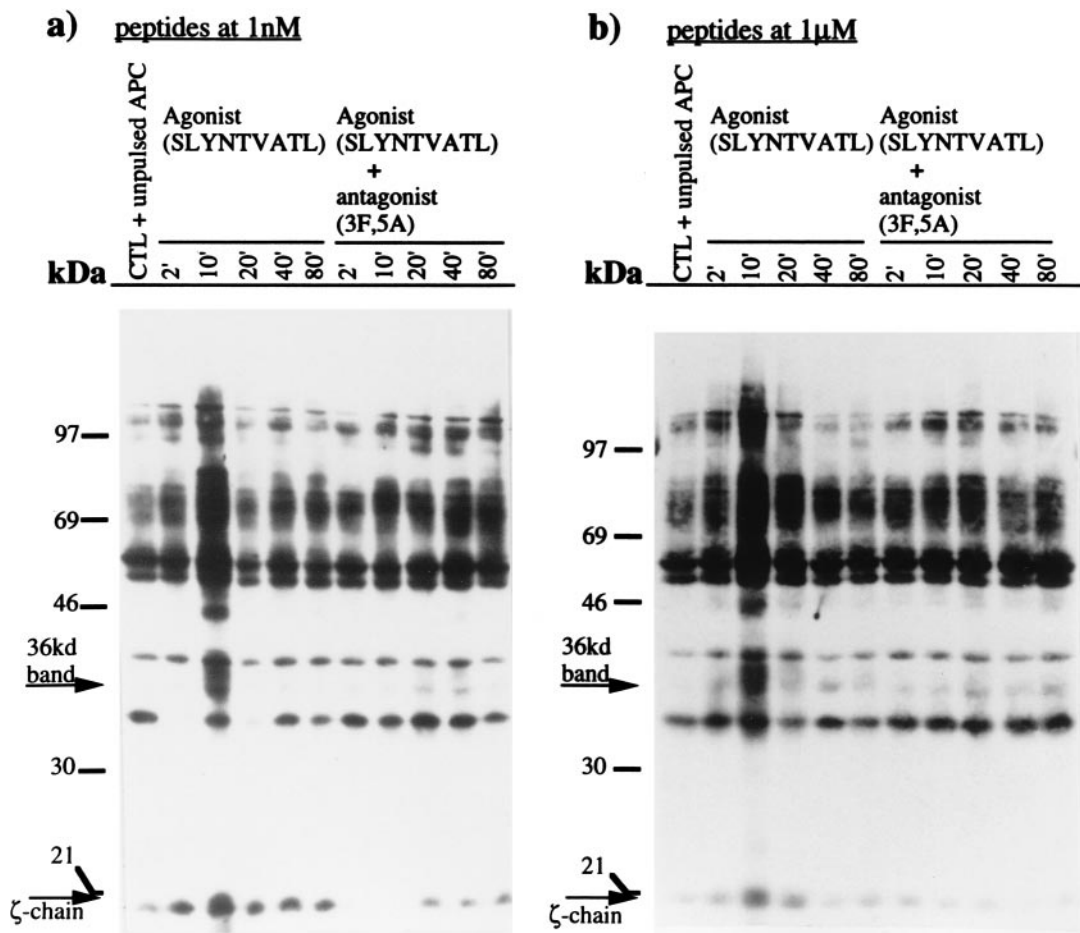 a) peptides at 1nM
CTL + unpulsed APC
Agonist
(SLYNTVATL)
Agonist
(SLYNTVATL)
+
antagonist
(3F,5A)
kDa
2' 10' 20' 40' 80' 2' 10' 20' 40' 80'
97
69
46
36kd
band
30
21
ζ-chain
b) peptides at 1µM
CTL + unpulsed APC
Agonist
(SLYNTVATL)
Agonist
(SLYNTVATL)
+
antagonist
(3F,5A)
kDa
2' 10' 20' 40' 80' 2' 10' 20' 40' 80'
97
69
46
36kd
band
30
21
ζ-chain